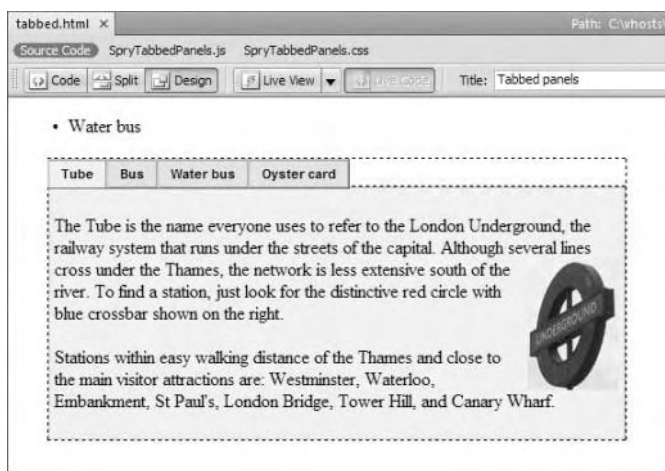 tabbed.html × Path: C:\vhosts\
Source Code SpryTabbedPanels.js SpryTabbedPanels.css
Code Split Design Live View Live Code Title: Tabbed panels
• Water bus
Tube Bus Water bus Oyster card
The Tube is the name everyone uses to refer to the London Underground, the
railway system that runs under the streets of the capital. Although several lines
cross under the Thames, the network is less extensive south of the
river. To find a station, just look for the distinctive red circle with
blue crossbar shown on the right.
UNDERGROUND
Stations within easy walking distance of the Thames and close to
the main visitor attractions are: Westminster, Waterloo,
Embankment, St Paul's, London Bridge, Tower Hill, and Canary Wharf.